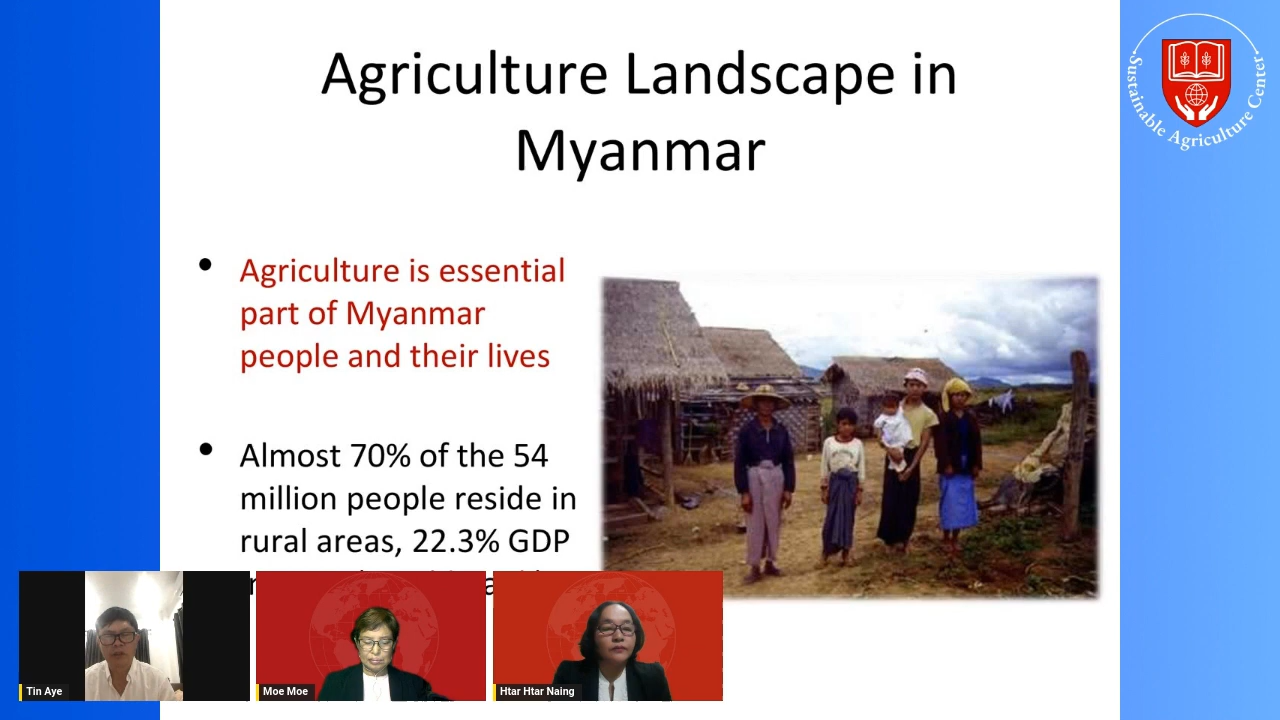 Agriculture Landscape in
Myanmar
Sustainable Agriculture Center
• Agriculture is essential
part of Myanmar
people and their lives
• Almost 70% of the 54
million people reside in
rural areas, 22.3% GDP
Tin Aye
Moe Moe
Htar Htar Naing